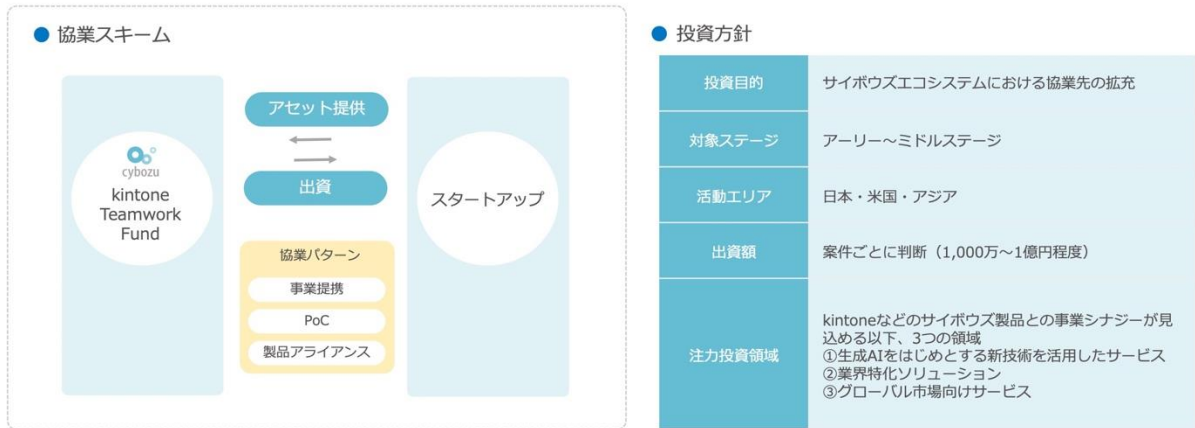 協業スキーム
アセット提供
出資
cybozu
kintone
Teamwork
Fund
スタートアップ
協業パターン
事業提携
PoC
製品アライアンス
投資方針
投資目的
サイボウズエコシステムにおける協業先の拡充
対象ステージ
アーリー～ミドルステージ
活動エリア
日本・米国・アジア
出資額
案件ごとに判断（1,000万～1億円程度）
注力投資領域
kintoneなどのサイボウズ製品との事業シナジーが見
込める以下、3つの領域
①生成AIをはじめとする新技術を活用したサービス
②業界特化ソリューション
③グローバル市場向けサービス